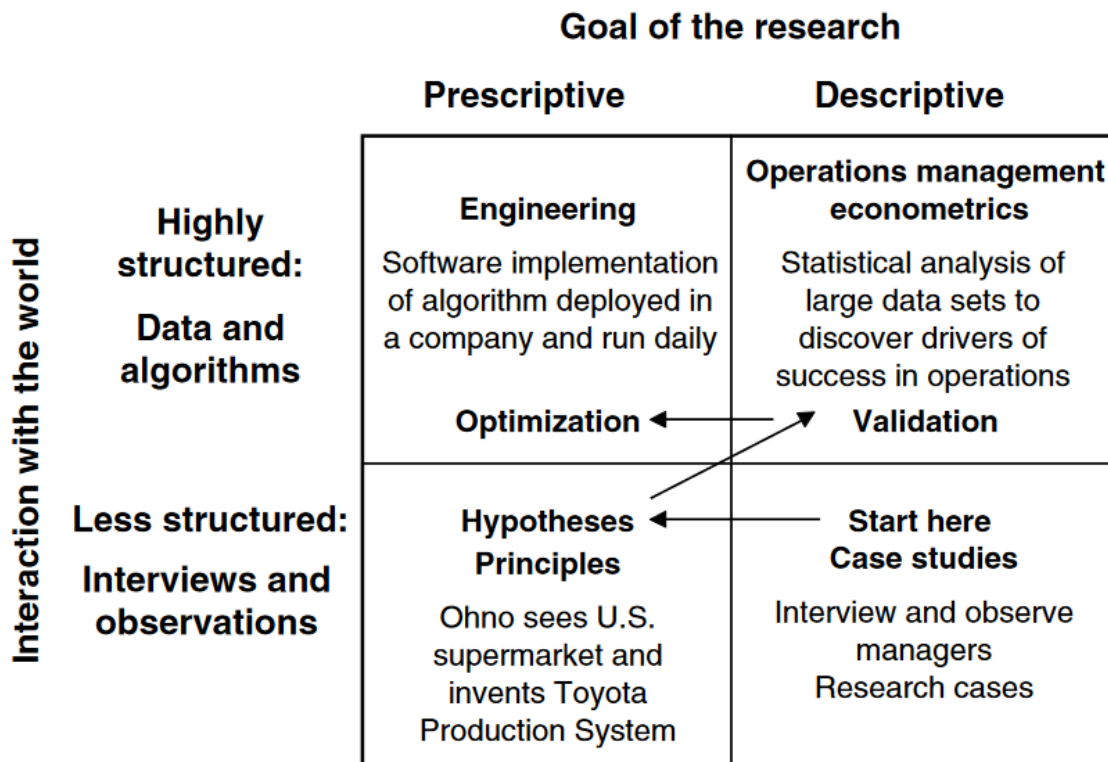 Goal of the research
Prescriptive
Descriptive
Interaction with the world
Highly
structured:
Data and
algorithms
Engineering
Software implementation
of algorithm deployed in
a company and run daily
Optimization
Operations management
econometrics
Statistical analysis of
large data sets to
discover drivers of
success in operations
Validation
Less structured:
Interviews and
observations
Hypotheses
Principles
Ohno sees U.S.
supermarket and
invents Toyota
Production System
Start here
Case studies
Interview and observe
managers
Research cases